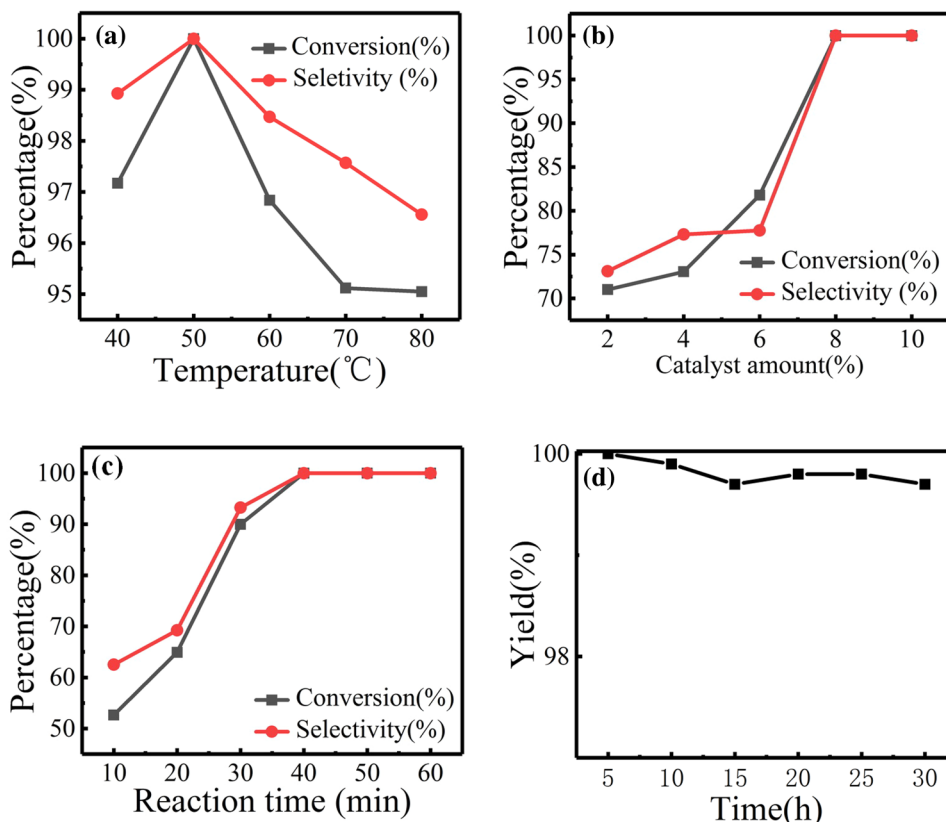 (a)
Conversion(%)
Seletivity (%)
100
99
98
97
96
95
Percentage(%)
40 50 60 70 80
Temperature(℃)
(b)
100
95
90
85
80
75
70
Percentage(%)
Conversion(%)
Selectivity (%)
2 4 6 8 10
Catalyst amount(%)
(c)
100
90
80
70
60
50
Percentage(%)
Conversion(%)
Selectivity(%)
10 20 30 40 50 60
Reaction time (min)
(d)
100
98
Yield(%)
5 10 15 20 25 30
Time(h)